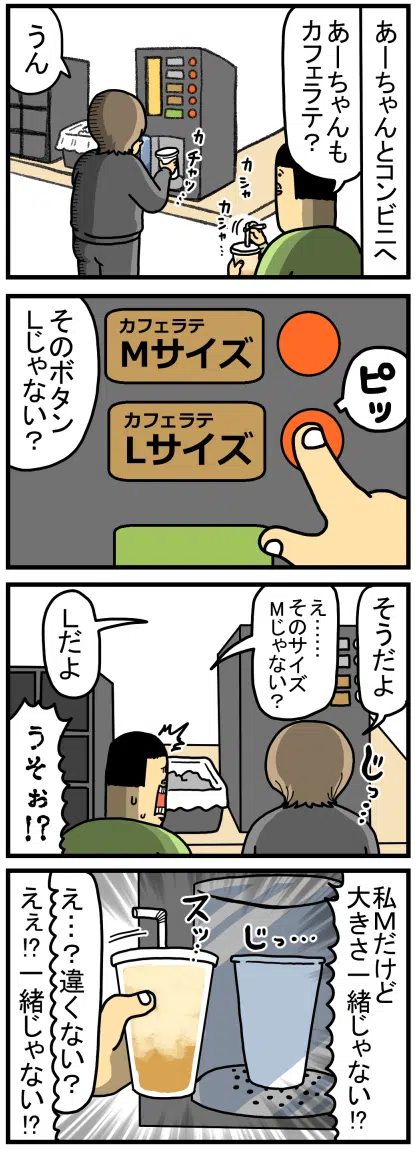 あーちゃんとコンビニへ
あーちゃんも
カフェラテ？
うん
カシャ
カシャ…
カチャッ…
カフェラテ
Mサイズ
カフェラテ
Lサイズ
ピッ
そのボタン
Lじゃない？
そうだよ
え……
そのサイズ
Mじゃない？
Lだよ
じっ…
うそぉ!?
私Mだけど
大きさ一緒じゃない!?
じっ…
スッ…
え…？違くない？
えぇ!?一緒じゃない!?